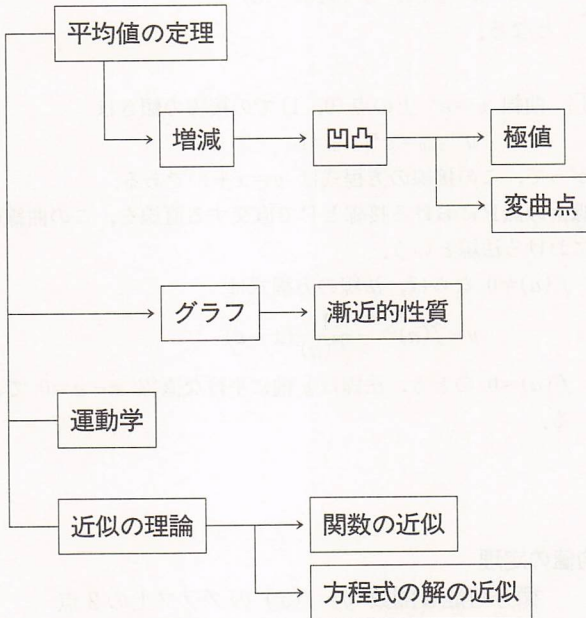 平均値の定理
増減
凹凸
極値
変曲点
グラフ
漸近的性質
運動学
近似の理論
関数の近似
方程式の解の近似